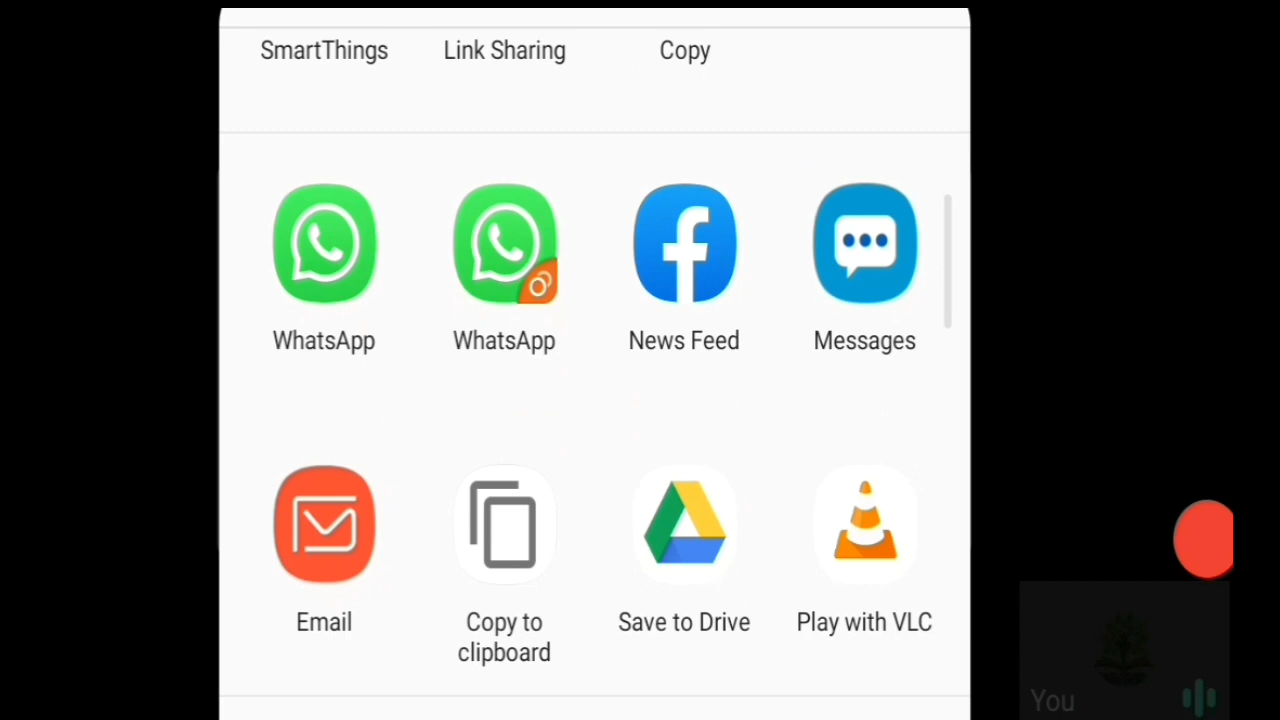 SmartThings Link Sharing Copy
WhatsApp WhatsApp News Feed Messages
Email Copy to clipboard Save to Drive Play with VLC
You